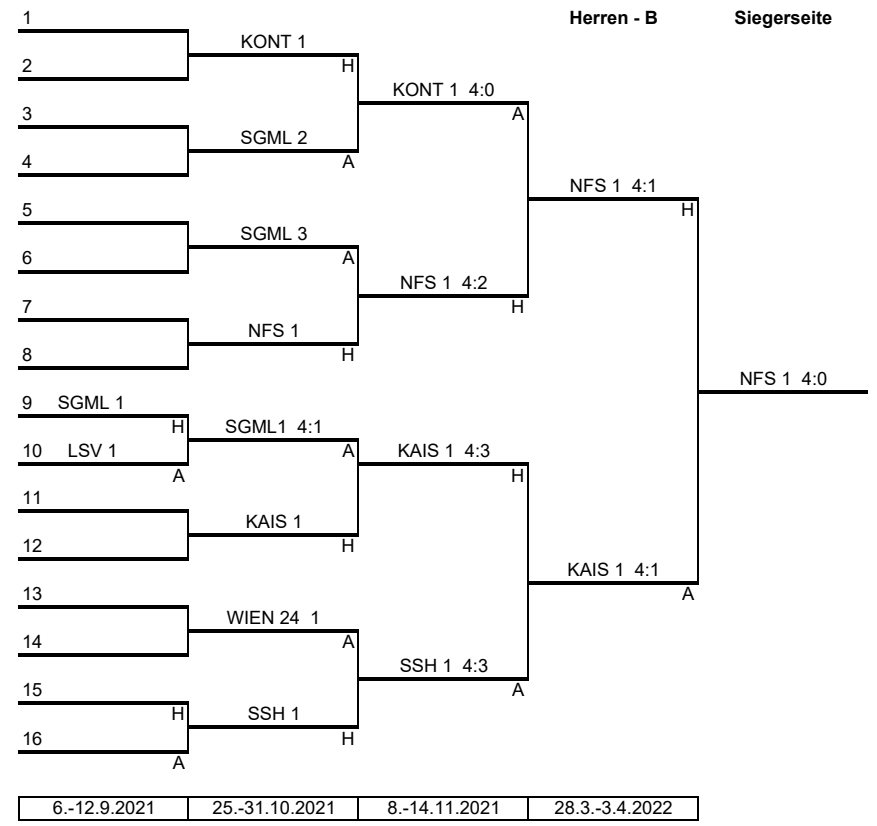 1 Herren - B Siegerseite
KONT 1
2 H
KONT 1 4:0
3 A
SGML 2
4 A
NFS 1 4:1
5 H
SGML 3
6 A
NFS 1 4:2
7 H
NFS 1
8 H
NFS 1 4:0
9 SGML 1
H SGML1 4:1
10 LSV 1 A KAIS 1 4:3
A H
11
KAIS 1
12 H
KAIS 1 4:1
13 A
WIEN 24 1
14 A
SSH 1 4:3
15 A
H SSH 1
16 H
A
6.-12.9.2021 25.-31.10.2021 8.-14.11.2021 28.3.-3.4.2022